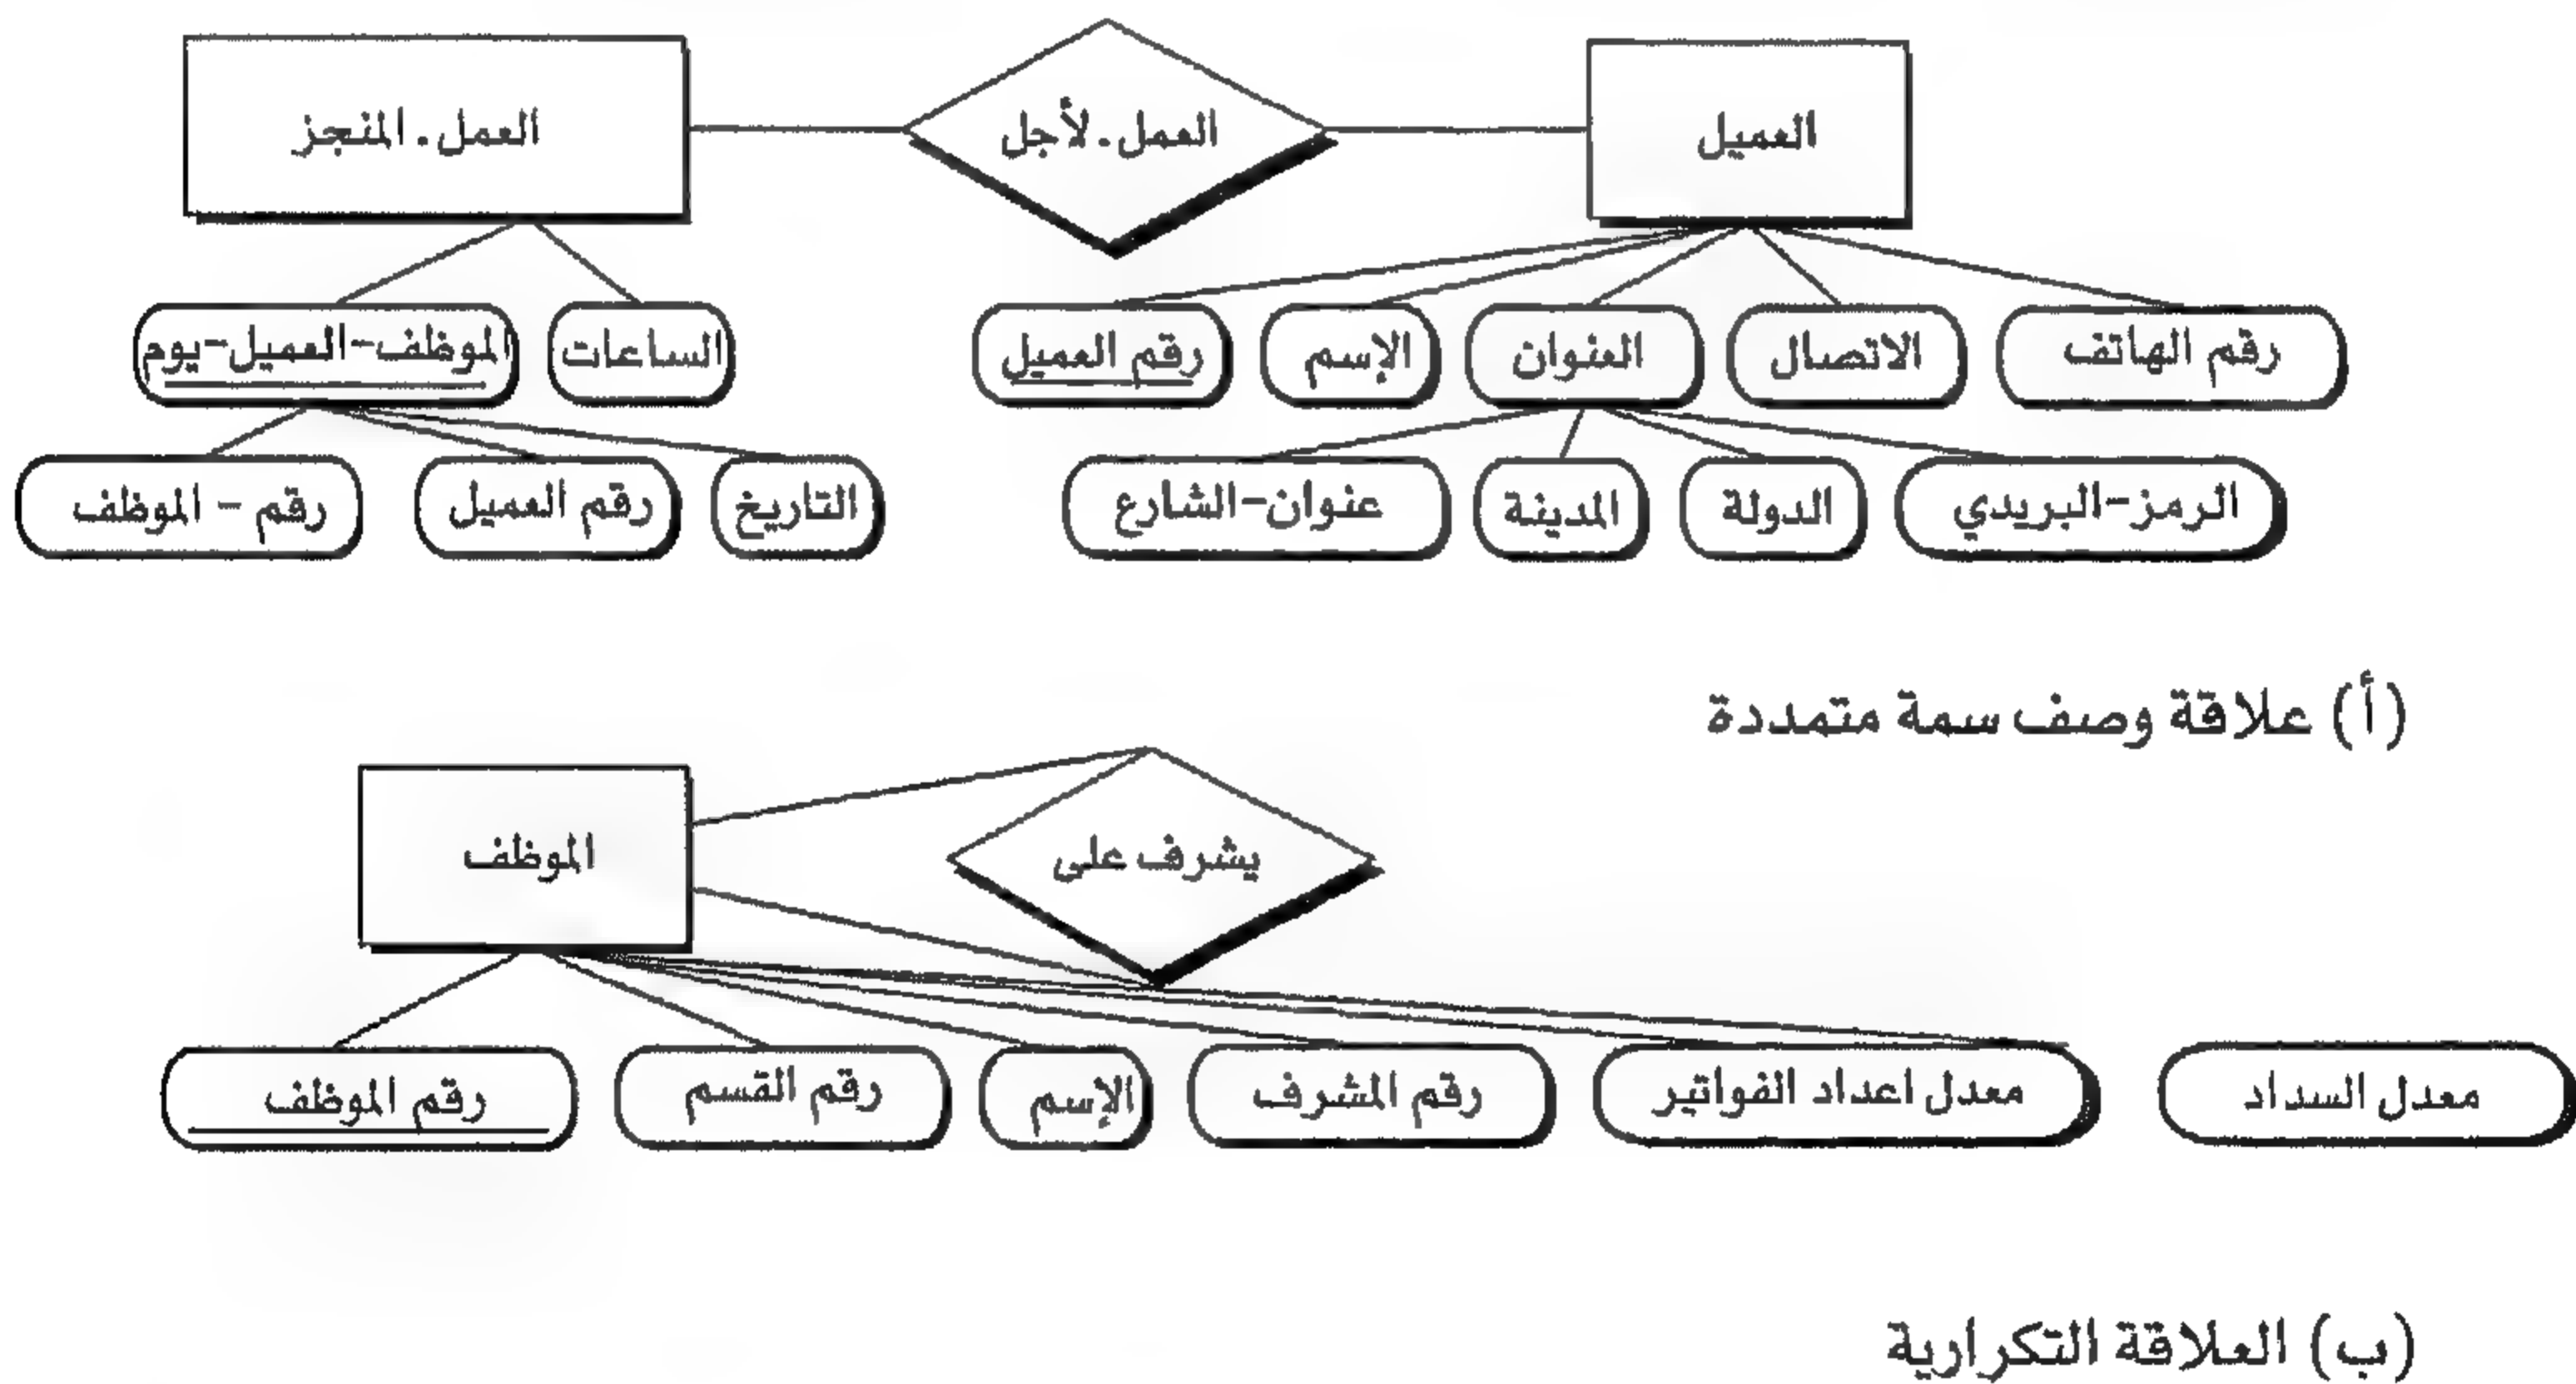 العميل
العمل-لأجل
العمل.المنجز
رقم الهاتف
الاتصال
العنوان
الإسم
رقم العميل
الساعات
الموظف-العميل-يوم
الرمز-البريدي
الدولة
المدينة
عنوان-الشارع
التاريخ
رقم العميل
رقم - الموظف
(أ) علاقة وصف سمة متمددة
يشرف على
الموظف
معدل السداد
معدل اعداد الفواتير
رقم المشرف
الإسم
رقم القسم
رقم الموظف
(ب) العلاقة التكرارية